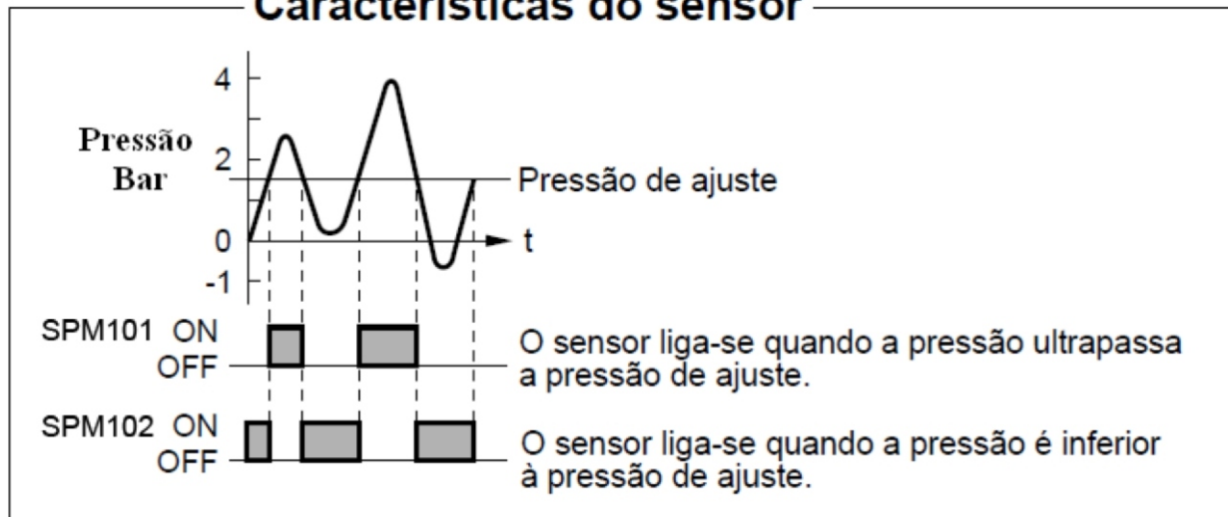 Características do sensor
4
Pressão
Bar
2
Pressão de ajuste
0
t
-1
SPM101 ON
OFF
O sensor liga-se quando a pressão ultrapassa
a pressão de ajuste.
SPM102 ON
OFF
O sensor liga-se quando a pressão é inferior
à pressão de ajuste.